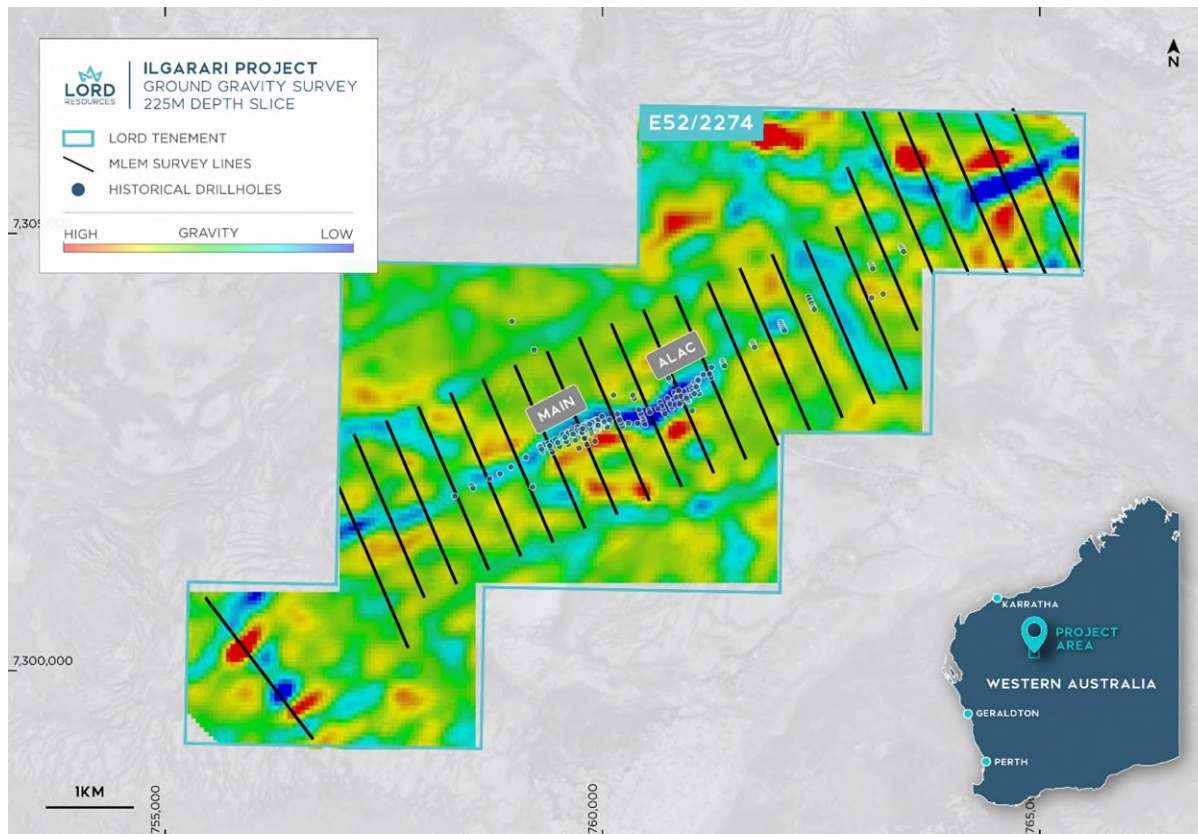 LORD
RESOURCES
ILGARARI PROJECT
GROUND GRAVITY SURVEY
225M DEPTH SLICE
LORD TENEMENT
MLEM SURVEY LINES
HISTORICAL DRILLHOLES
HIGH GRAVITY LOW
N
E52/2274
ALAC
MAIN
7,300,000
1KM
755,000
760,000
KARRATHA
PROJECT
AREA
WESTERN AUSTRALIA
GERALDTON
PERTH